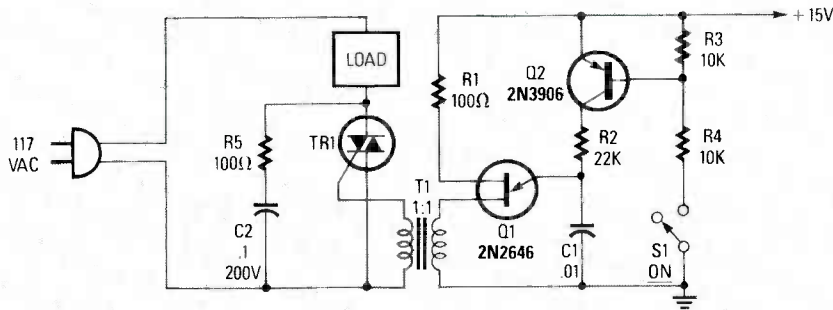 + 15V
LOAD
R1
100Ω
Q2
2N3906
R3
10K
117
VAC
R5
100Ω
TR1
R2
22K
R4
10K
T1
1:1
C2
.1
200V
Q1
2N2646
C1
.01
S1
ON